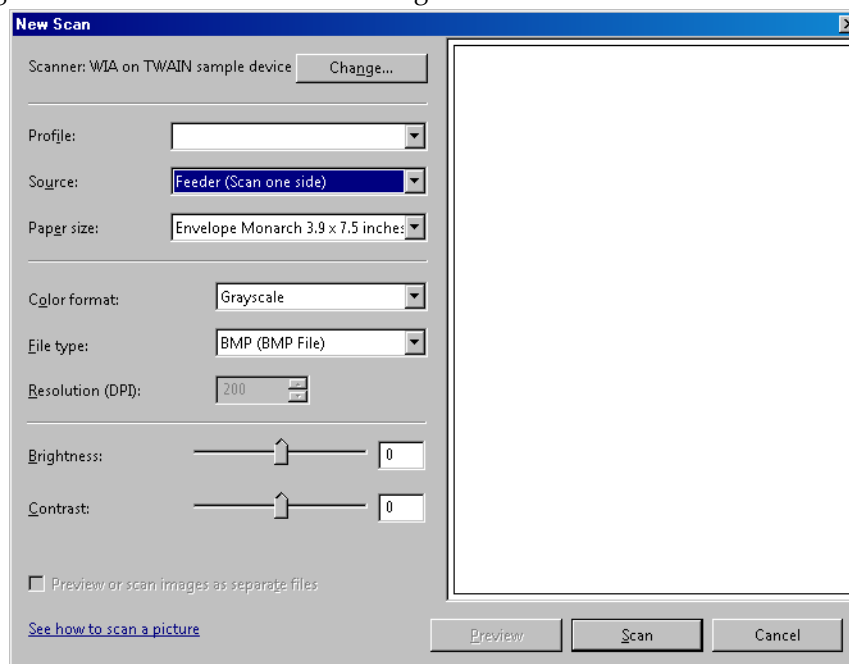 New Scan
Scanner: WIA on TWAIN sample device
Change...
Profile:
Source:
Feeder (Scan one side)
Paper size:
Envelope Monarch 3.9 x 7.5 inches
Color format:
Grayscale
File type:
BMP (BMP File)
Resolution (DPI):
200
Brightness:
0
Contrast:
0
Preview or scan images as separate files
See how to scan a picture
Preview
Scan
Cancel